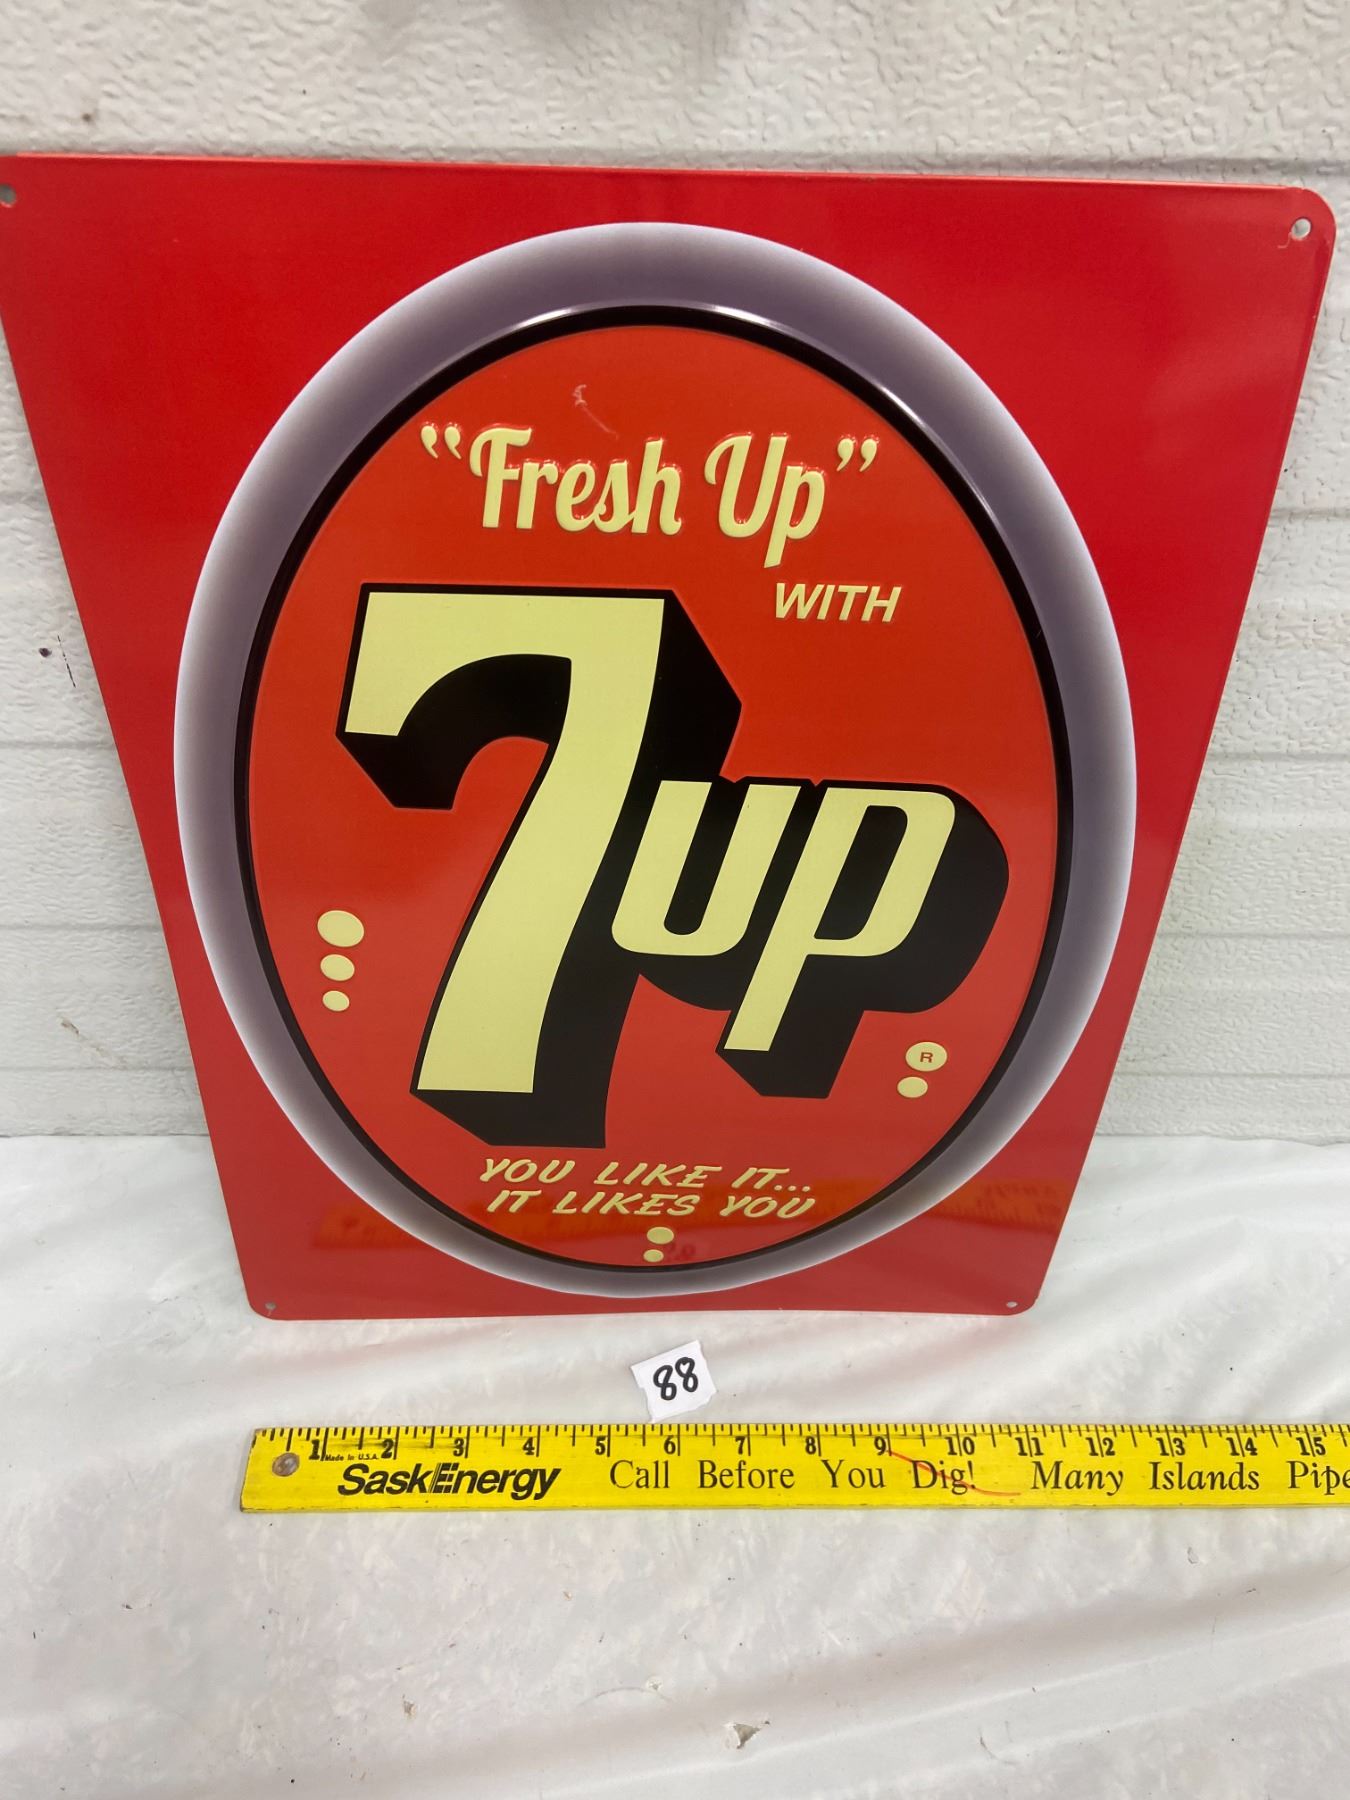 "Fresh Up"
WITH
7up
R
YOU LIKE IT...
IT LIKES YOU
88
1 2 3 4 5 6 7 8 9 10 11 12 13 14 15
Made in U.S.A.
SaskEnergy Call Before You Dig! Many Islands Pipe